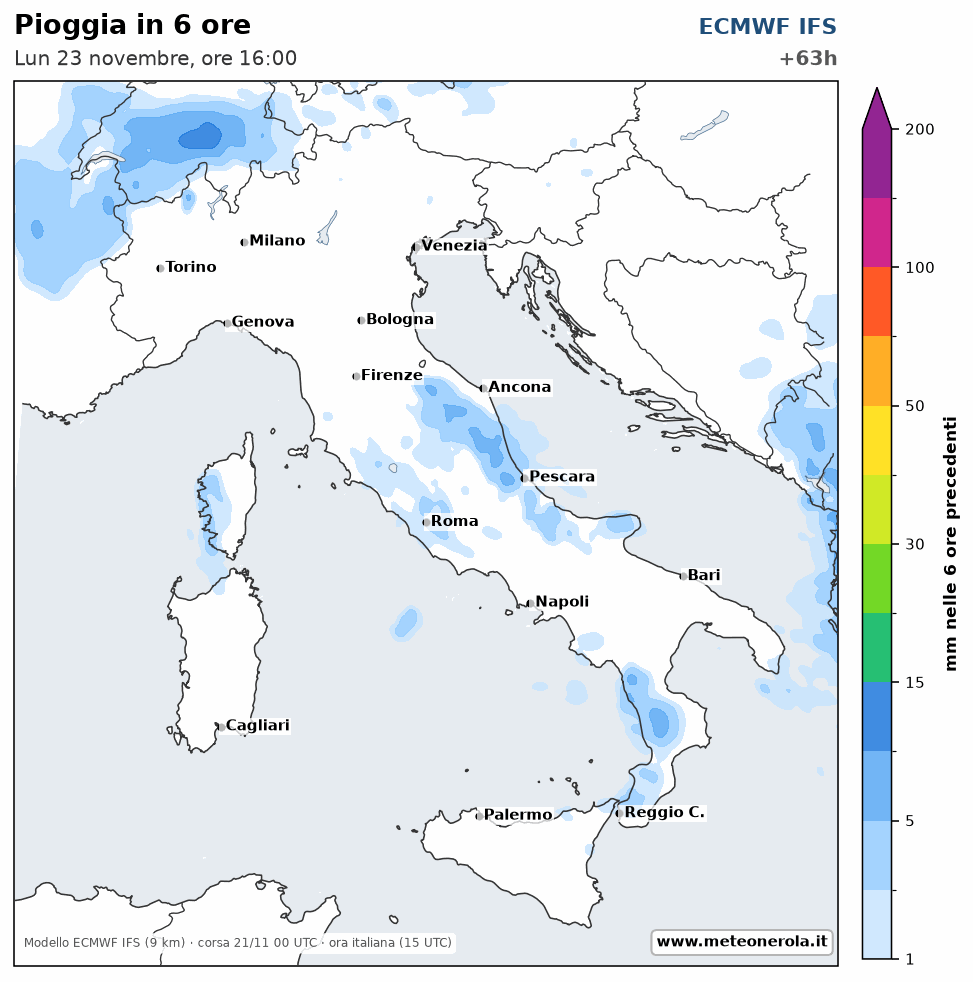 Pioggia in 6 ore
ECMWF IFS
Lun 23 novembre, ore 16:00
+63h
Milano
Venezia
Torino
Genova
Bologna
Firenze
Ancona
Pescara
Roma
Bari
Napoli
Cagliari
Palermo
Reggio C.
200
100
50
30
15
5
1
mm nelle 6 ore precedenti
Modello ECMWF IFS (9 km) · corsa 21/11 00 UTC · ora italiana (15 UTC)
www.meteonerola.it